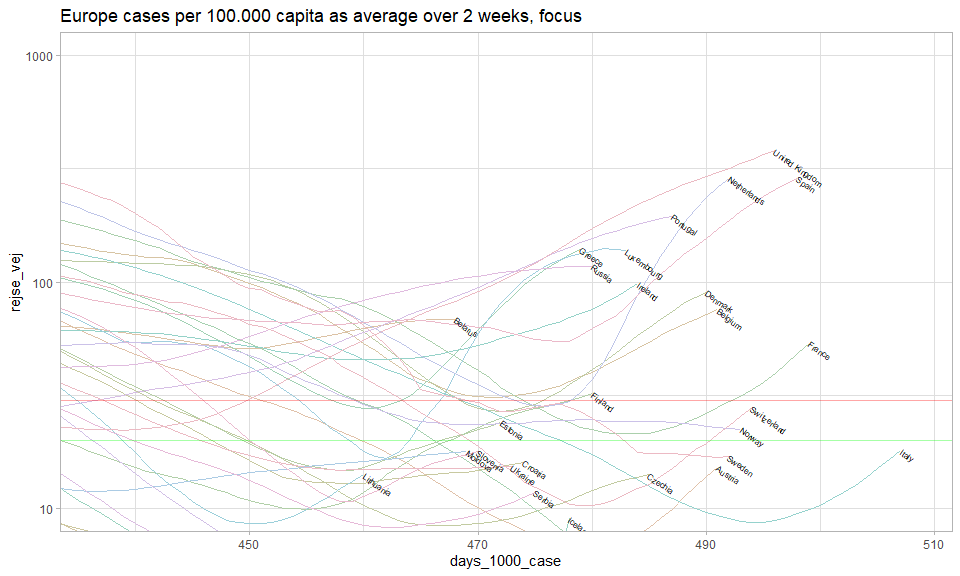 Europe cases per 100.000 capita as average over 2 weeks, focus
1000
United Kingdom
Netherlands
Spain
Portugal
Greece
Luxembourg
Russia
100
Ireland
Denmark
Belgium
Belarus
France
rejse_vej
Finland
Switzerland
Estonia
Norway
Italy
Slovenia
Moldova
Croatia
Sweden
Ukraine
Austria
Lithuania
Czechia
Serbia
10
Icelan
450
470
490
510
days_1000_case